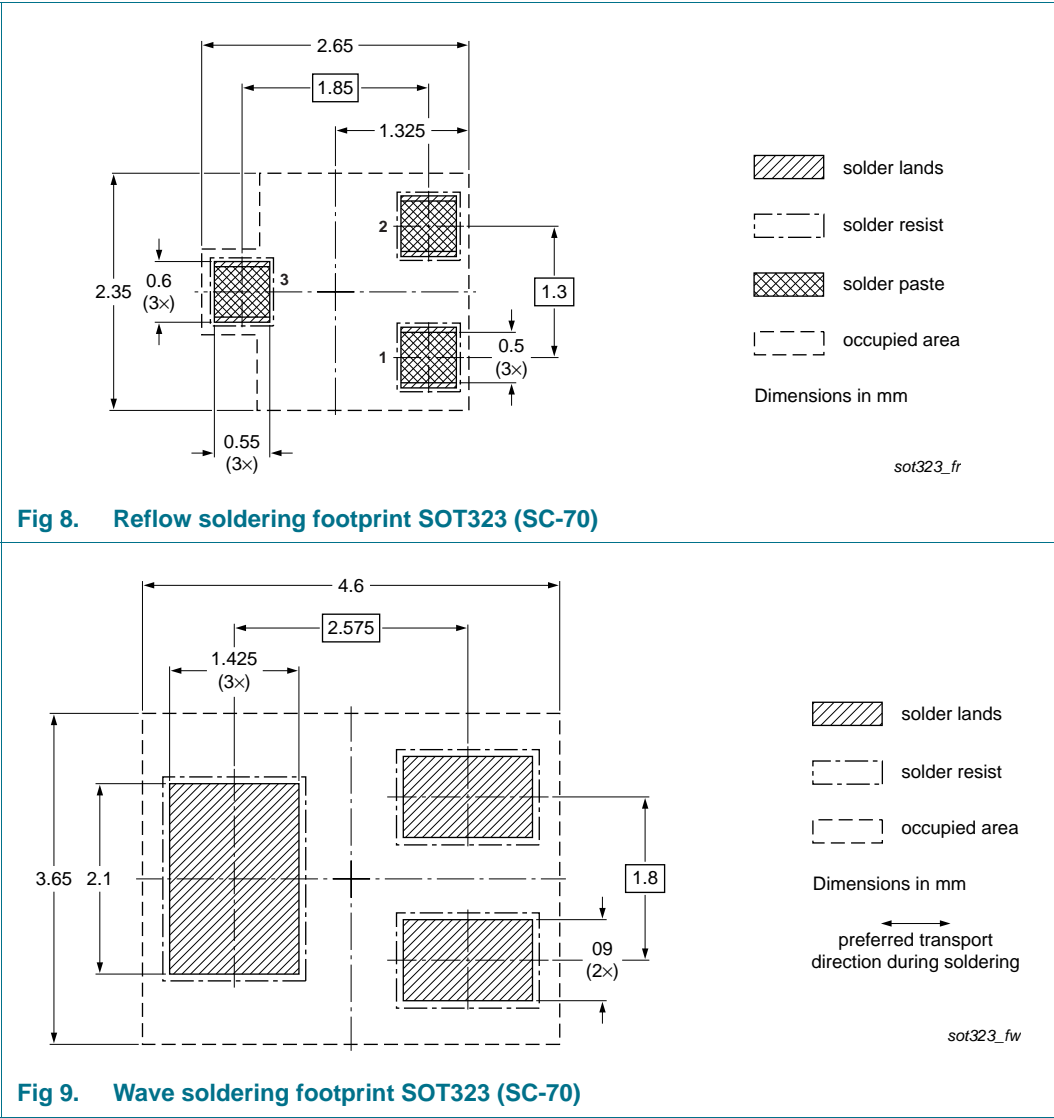 2.65
1.85
1.325
solder lands
2
solder resist
0.6
(3×)
3
solder paste
2.35
1.3
0.5
(3×)
1
occupied area
Dimensions in mm
0.55
(3×)
sot323_fr
Fig 8. Reflow soldering footprint SOT323 (SC-70)
4.6
2.575
1.425
(3×)
solder lands
solder resist
occupied area
3.65
2.1
1.8
Dimensions in mm
preferred transport
direction during soldering
09
(2×)
sot323_fw
Fig 9. Wave soldering footprint SOT323 (SC-70)